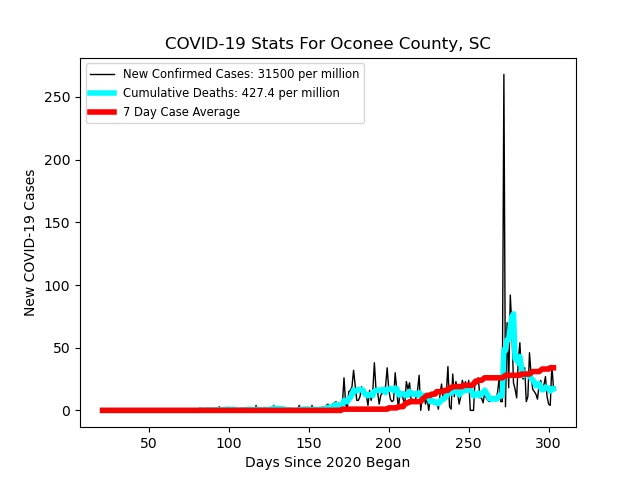 COVID-19 Stats For Oconee County, SC
New Confirmed Cases: 31500 per million
Cumulative Deaths: 427.4 per million
7 Day Case Average
250
200
150
100
50
0
New COVID-19 Cases
50 100 150 200 250 300
Days Since 2020 Began